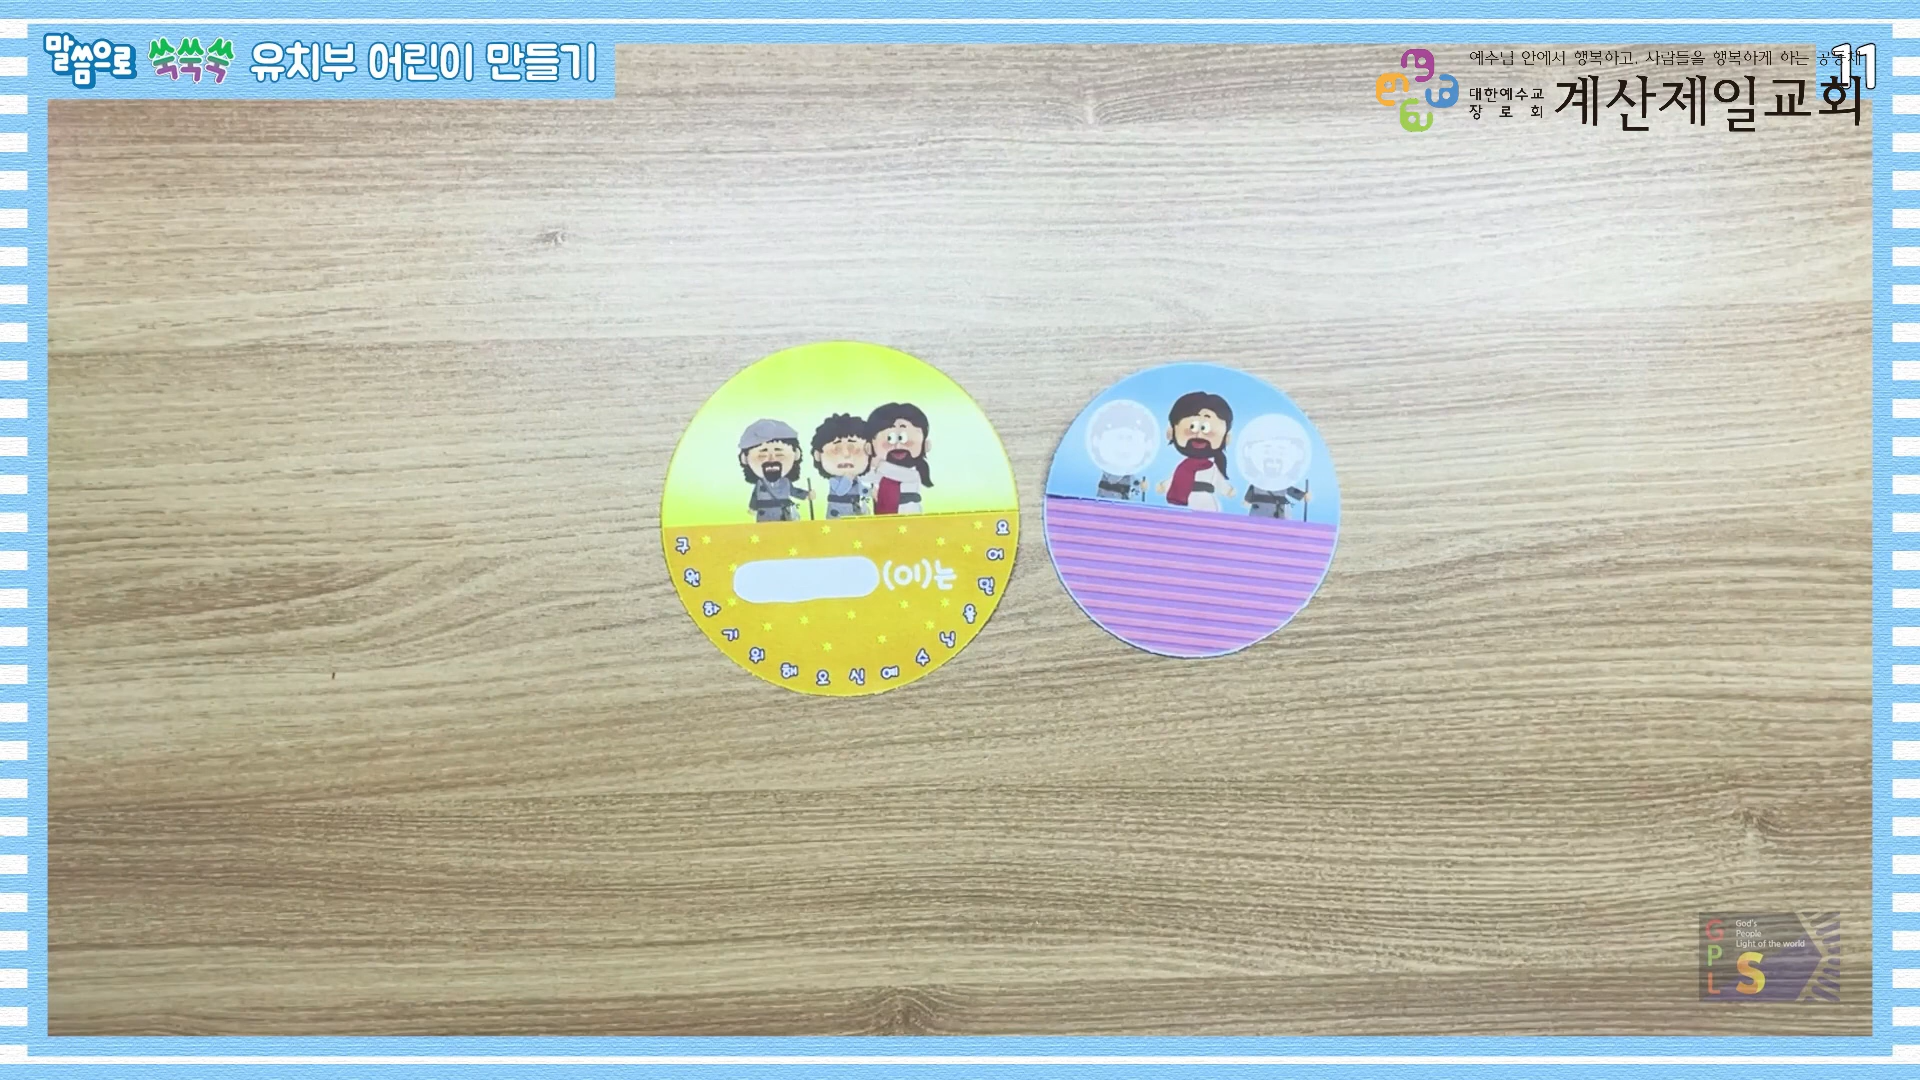 말씀으로 쑥쑥쑥 유치부 어린이 만들기
예수님 안에서 행복하고, 사람들을 행복하게 하는 공동체
11
대한예수교
장로회
계산제일교회
(이)는
구원하기위해오신예수님을믿어요
God's
People
Light of the world
G
P
L
S